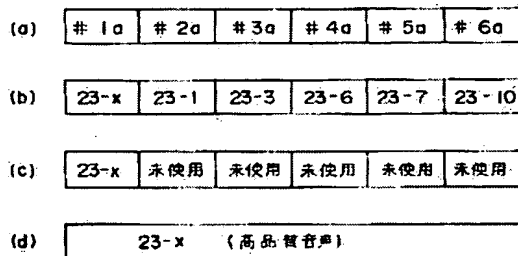 (a) # 1a # 2a # 3a # 4a # 5a # 6a
(b) 23-x 23-1 23-3 23-6 23-7 23-10
(c) 23-x 未使用 未使用 未使用 未使用 未使用
(d) 23-x (高品質音声)